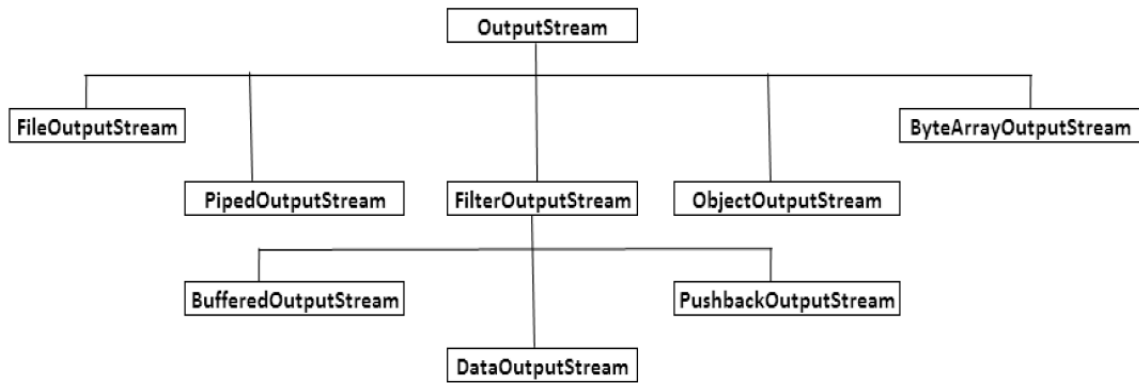 OutputStream
FileOutputStream
ByteArrayOutputStream
PipedOutputStream
FilterOutputStream
ObjectOutputStream
BufferedOutputStream
PushbackOutputStream
DataOutputStream